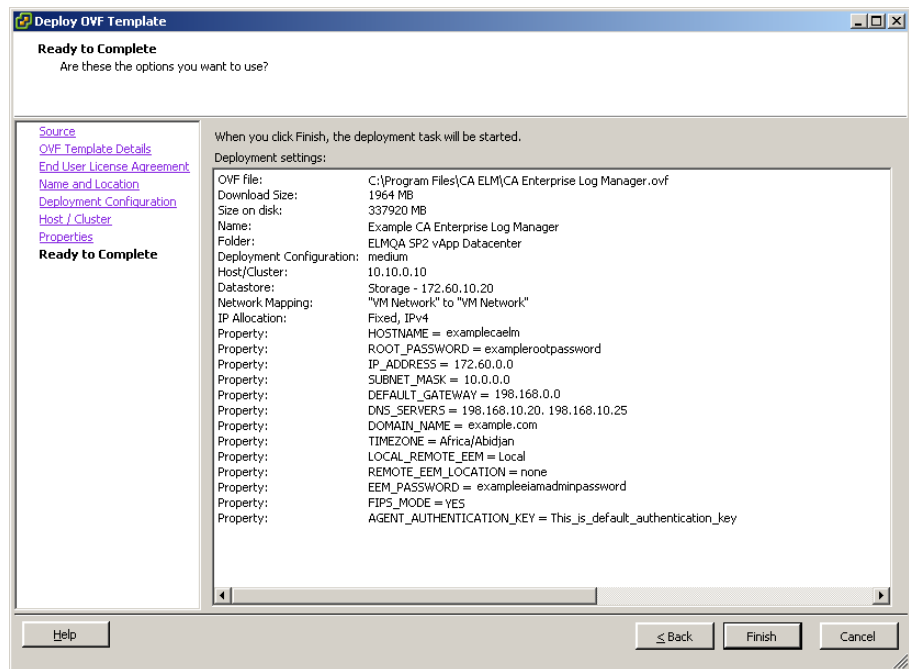 Deploy OVF Template
Ready to Complete
Are these the options you want to use?
Source
OVF Template Details
End User License Agreement
Name and Location
Deployment Configuration
Host / Cluster
Properties
Ready to Complete
When you click Finish, the deployment task will be started.
Deployment settings:
OVF file: C:\Program Files\CA ELM\CA Enterprise Log Manager.ovf
Download Size: 1964 MB
Size on disk: 337920 MB
Name: Example CA Enterprise Log Manager
Folder: ELMQA SP2 vApp Datacenter
Deployment Configuration: medium
Host/Cluster: 10.10.0.10
Datastore: Storage - 172.60.10.20
Network Mapping: "VM Network" to "VM Network"
IP Allocation: Fixed, IPv4
Property: HOSTNAME = examplecaelm
Property: ROOT_PASSWORD = examplerootpassword
Property: IP_ADDRESS = 172.60.0.0
Property: SUBNET_MASK = 10.0.0.0
Property: DEFAULT_GATEWAY = 198.168.0.0
Property: DNS_SERVERS = 198.168.10.20. 198.168.10.25
Property: DOMAIN_NAME = example.com
Property: TIMEZONE = Africa/Abidjan
Property: LOCAL_REMOTE_EEM = Local
Property: REMOTE_EEM_LOCATION = none
Property: EEM_PASSWORD = exampleeiamadminpassword
Property: FIPS_MODE = YES
Property: AGENT_AUTHENTICATION_KEY = This_is_default_authentication_key
Help
≤ Back
Finish
Cancel